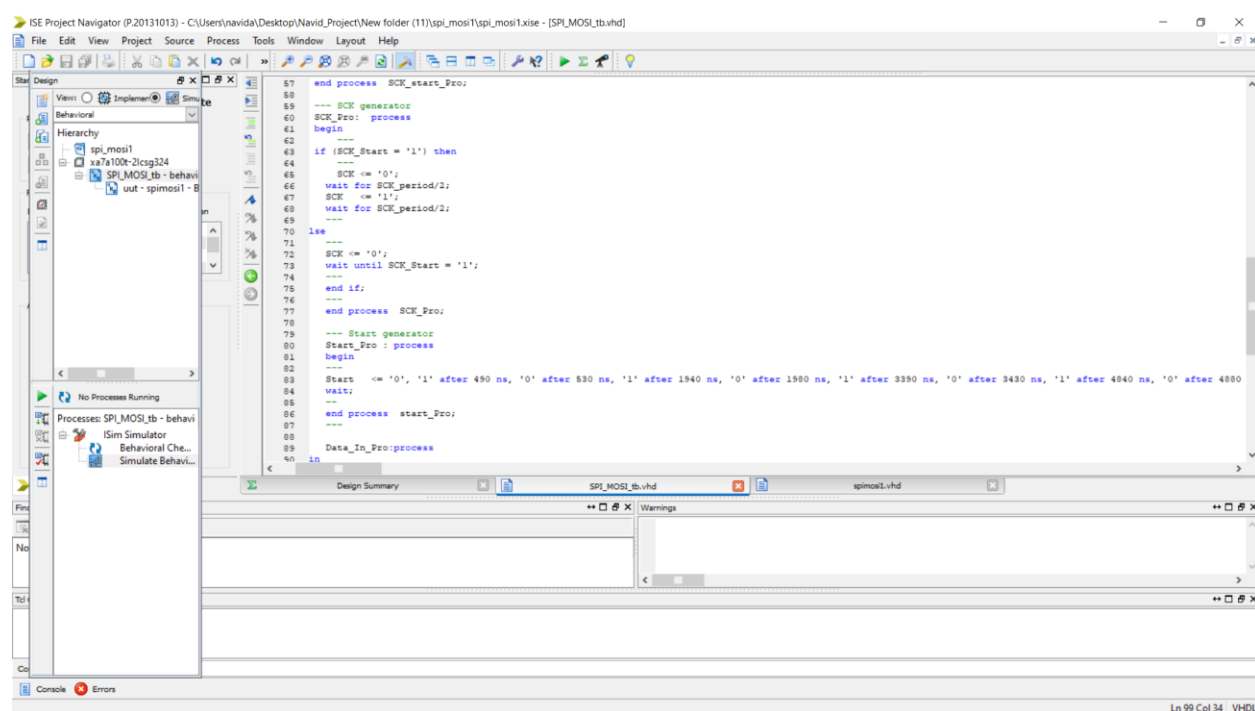 ISE Project Navigator (P.20131013) - C:\Users\navida\Desktop\Navid_Project\New folder (11)\spi_mosi1\spi_mosi1.xise - [SPI_MOSI_tb.vhd]
File Edit View Project Source Process Tools Window Layout Help
Design
View: Implemen Simu
Behavioral
Hierarchy
spi_mosi1
xa7a100t-2lcsg324
SPI_MOSI_tb - behavi
uut - spimosi1 - B
No Processes Running
Processes: SPI_MOSI_tb - behavi
ISim Simulator
Behavioral Che...
Simulate Behavi...
57 end process SCK_start_Pro;
58
59 --- SCK generator
60 SCK_Pro: process
61 begin
62 ---
63 if (SCK_Start = '1') then
64 ---
65 SCK <= '0';
66 wait for SCK_period/2;
67 SCK <= '1';
68 wait for SCK_period/2;
69 ---
70 lse
71 ---
72 SCK <= '0';
73 wait until SCK_Start = '1';
74 ---
75 end if;
76 ---
77 end process SCK_Pro;
78
79 --- Start generator
80 Start_Pro : process
81 begin
82 ---
83 Start <= '0', '1' after 490 ns, '0' after 530 ns, '1' after 1940 ns, '0' after 1980 ns, '1' after 3390 ns, '0' after 3430 ns, '1' after 4840 ns, '0' after 4880
84 wait;
85 --
86 end process start_Pro;
87 ---
88
89 Data_In_Pro:process
90 in
Design Summary
SPI_MOSI_tb.vhd
spimosi1.vhd
Warnings
Console
Errors
Ln 99 Col 34 VHDL